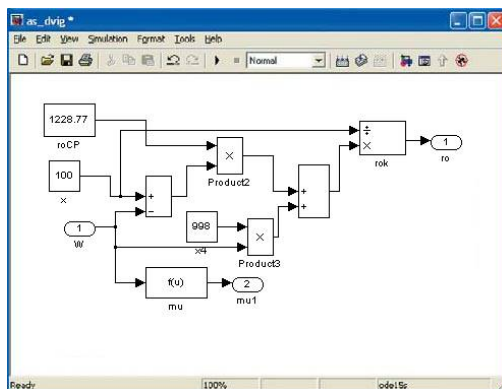 as_dvig *
File Edit View Simulation Format Tools Help
Normal
1228.77
roCP
100
x
1
W
+
−
×
Product2
998
x4
×
Product3
+
+
÷
×
rok
1
ro
f(u)
mu
2
mu1
Ready 100% ode15s